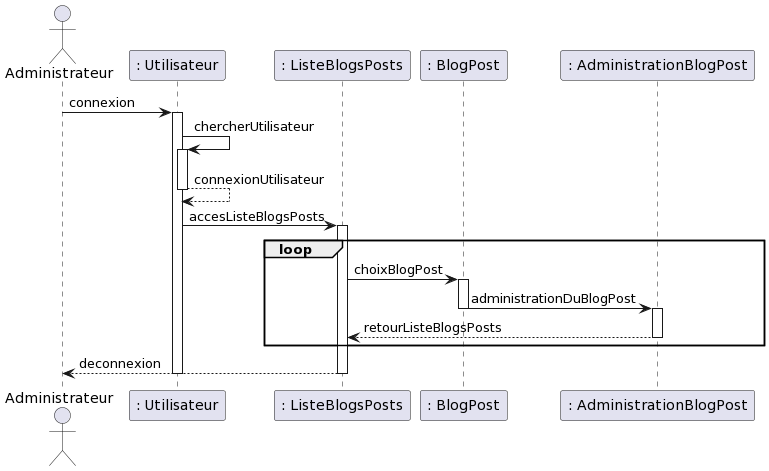 Administrateur
: Utilisateur
: ListeBlogsPosts
: BlogPost
: AdministrationBlogPost
connexion
chercherUtilisateur
connexionUtilisateur
accesListeBlogsPosts
loop
choixBlogPost
administrationDuBlogPost
retourListeBlogsPosts
deconnexion
Administrateur
: Utilisateur
: ListeBlogsPosts
: BlogPost
: AdministrationBlogPost